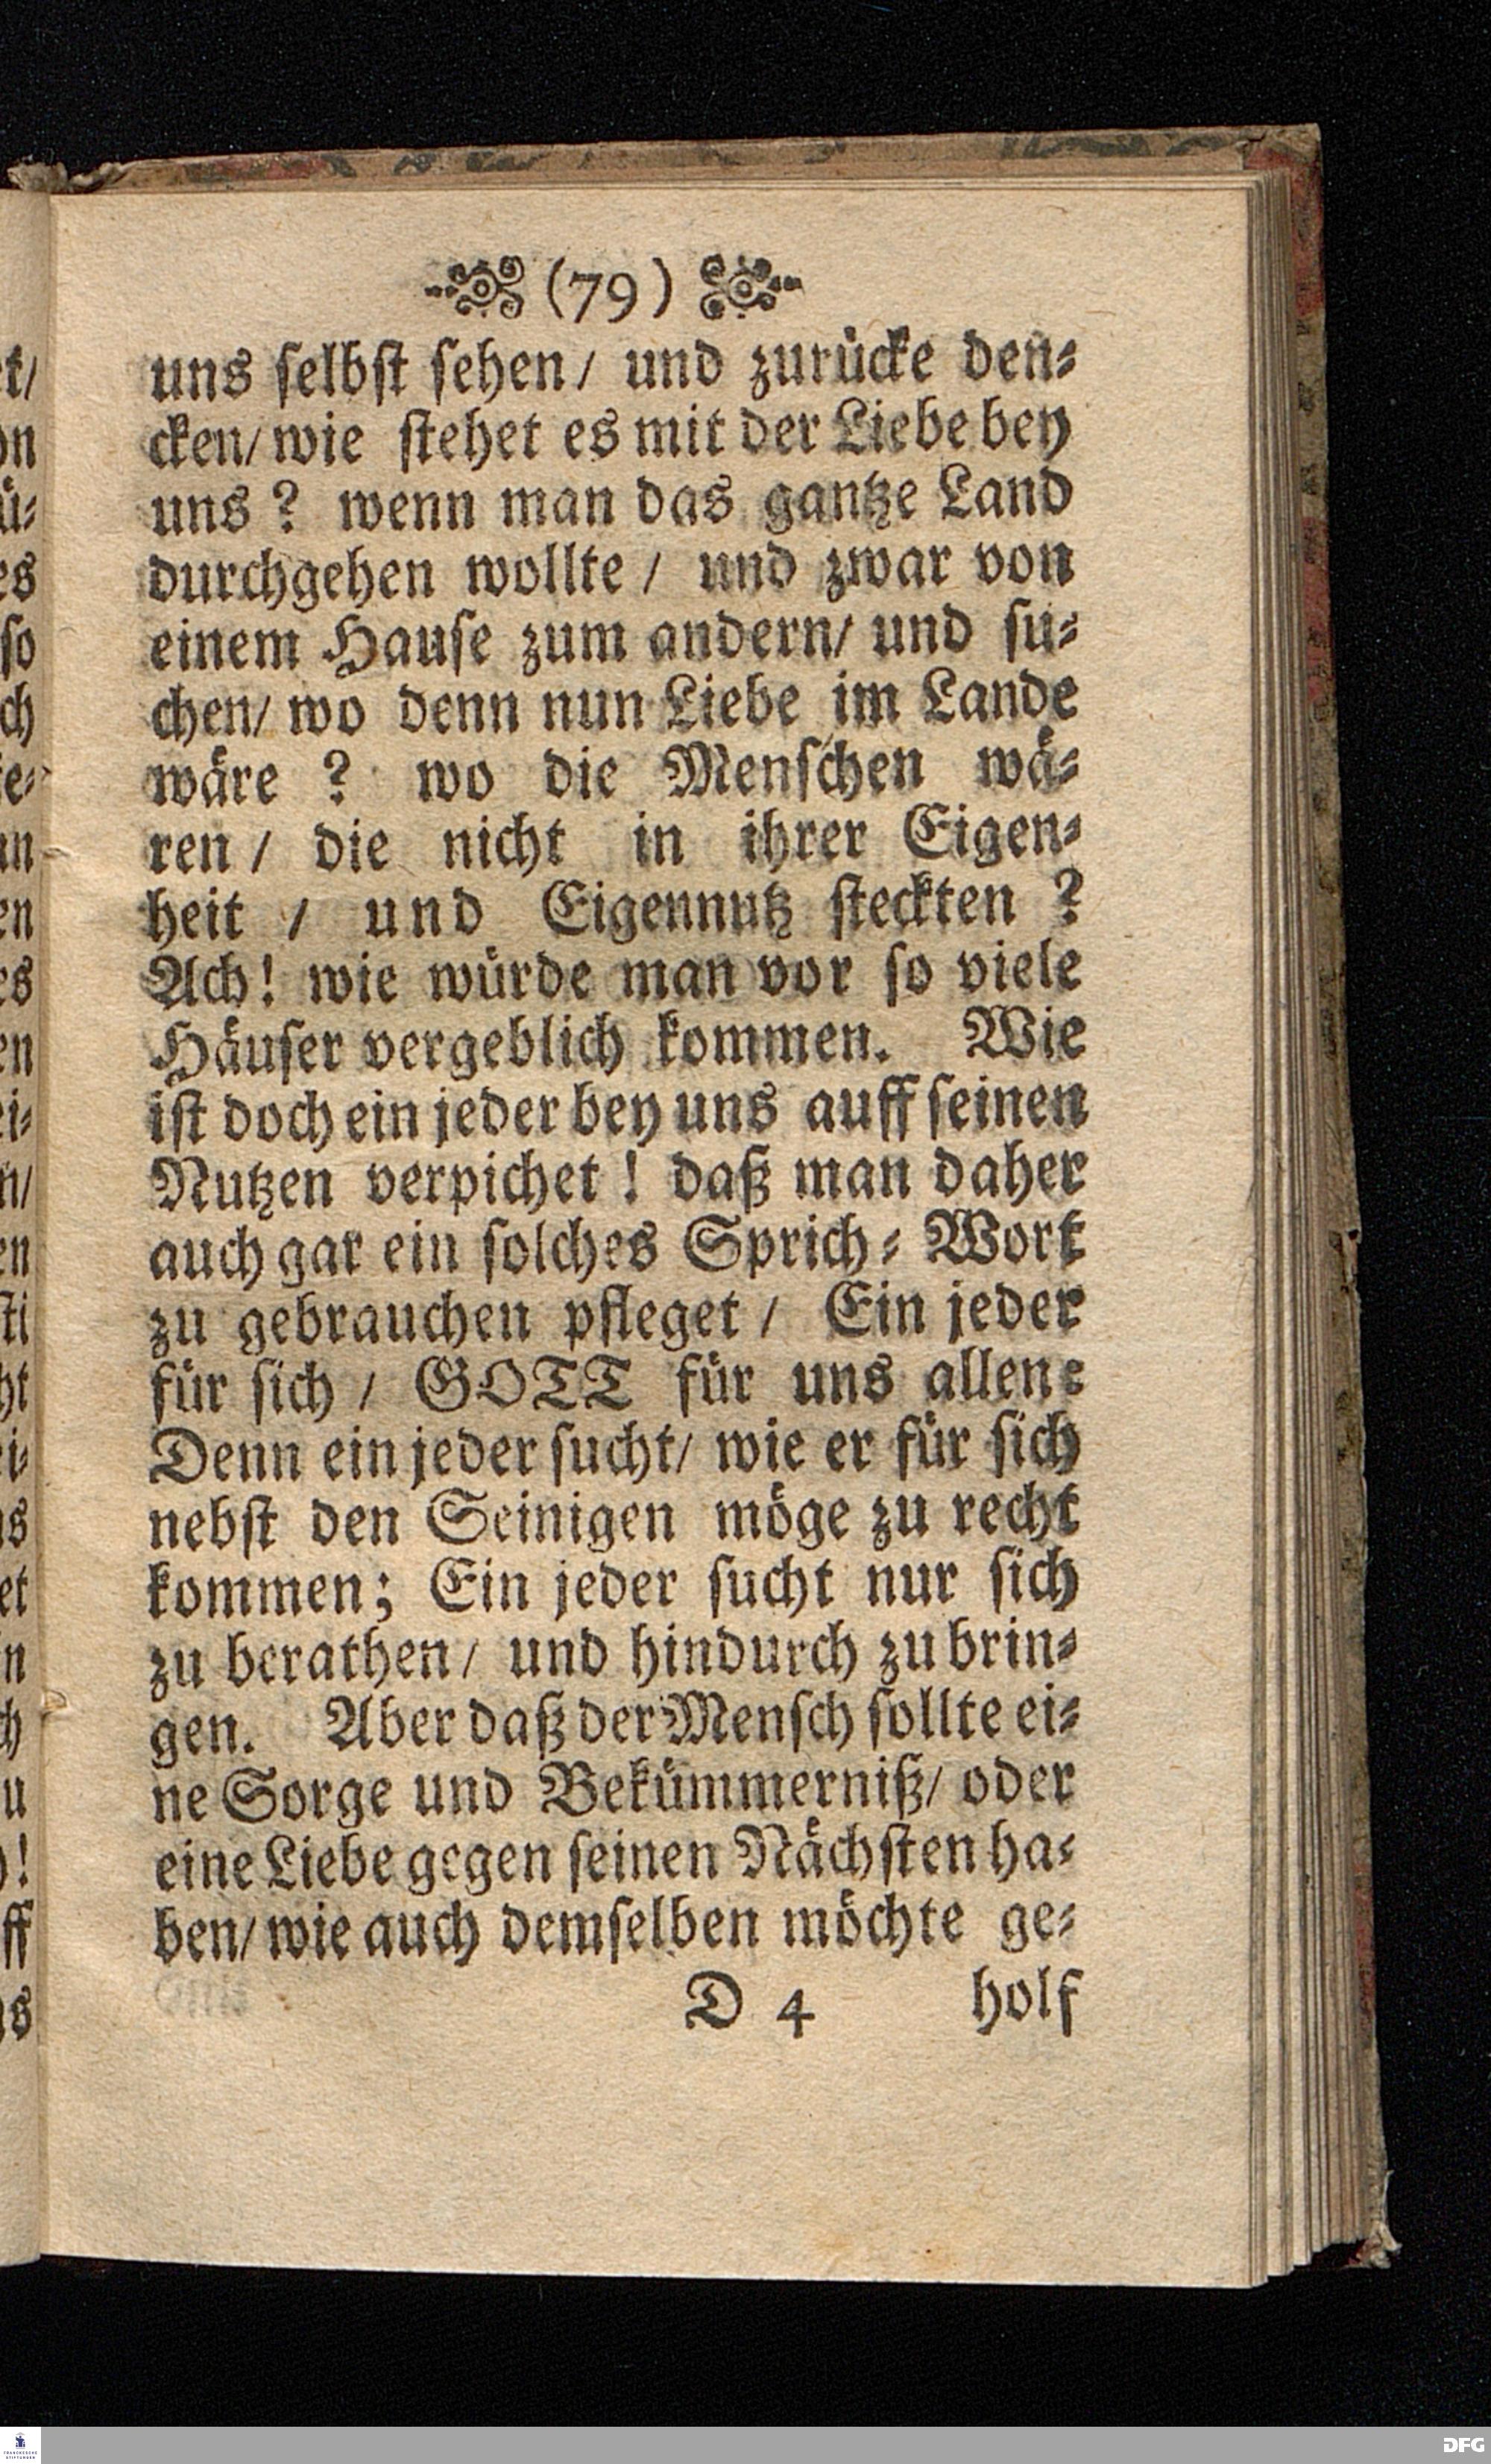 (79)
uns selbst sehen / und zurücke den-
cken / wie stehet es mit der Liebe bey
uns ? wenn man das gantze Land
durchgehen wollte / und zwar von
einem Hause zum andern / und su-
chen / wo denn nun Liebe im Lande
wäre ? wo die Menschen wä-
ren / die nicht in ihrer Eigen-
heit / und Eigennutz steckten ?
Ach! wie würde man vor so viele
Häuser vergeblich kommen. Wie
ist doch ein jeder bey uns auff seinen
Nutzen verpichet ! daß man daher
auch gar ein solches Sprich-Wort
zu gebrauchen pfleget / Ein jeder
für sich / GOTT für uns allen:
Denn ein jeder sucht / wie er für sich
nebst den Seinigen möge zu recht
kommen; Ein jeder sucht nur sich
zu berathen / und hindurch zu brin-
gen. Aber daß der Mensch sollte ei-
ne Sorge und Bekümmerniß / oder
eine Liebe gegen seinen Nächsten ha-
ben / wie auch demselben möchte ge-
D 4 holf
DFG